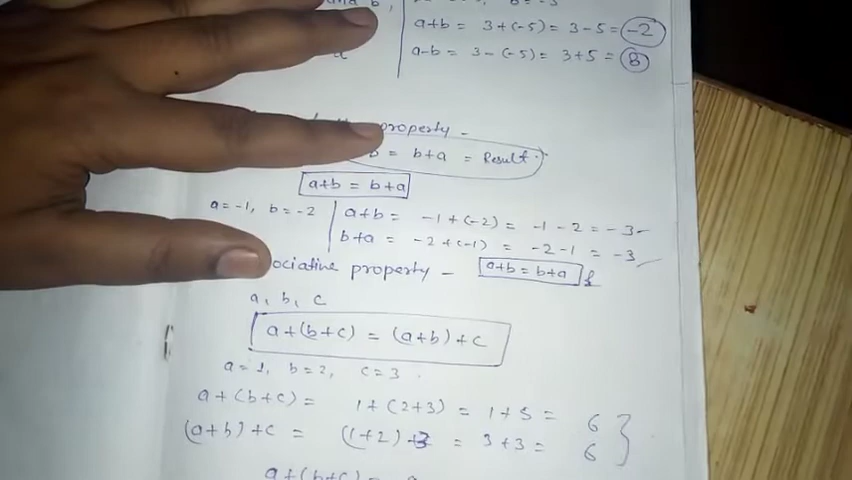 and b,
a+b = 3+(-5) = 3-5 = -2
a-b = 3-(-5) = 3+5 = 8
property -
b = b+a = Result.
a+b = b+a
a=-1, b=-2
a+b = -1+(-2) = -1-2 = -3
b+a = -2+(-1) = -2-1 = -3
ociative property - a+b = b+a
a, b, c
a+(b+c) = (a+b)+c
a=1, b=2, c=3
a+(b+c) = 1+(2+3) = 1+5 = 6
(a+b)+c = (1+2)+3 = 3+3 = 6
a+(b+c) =